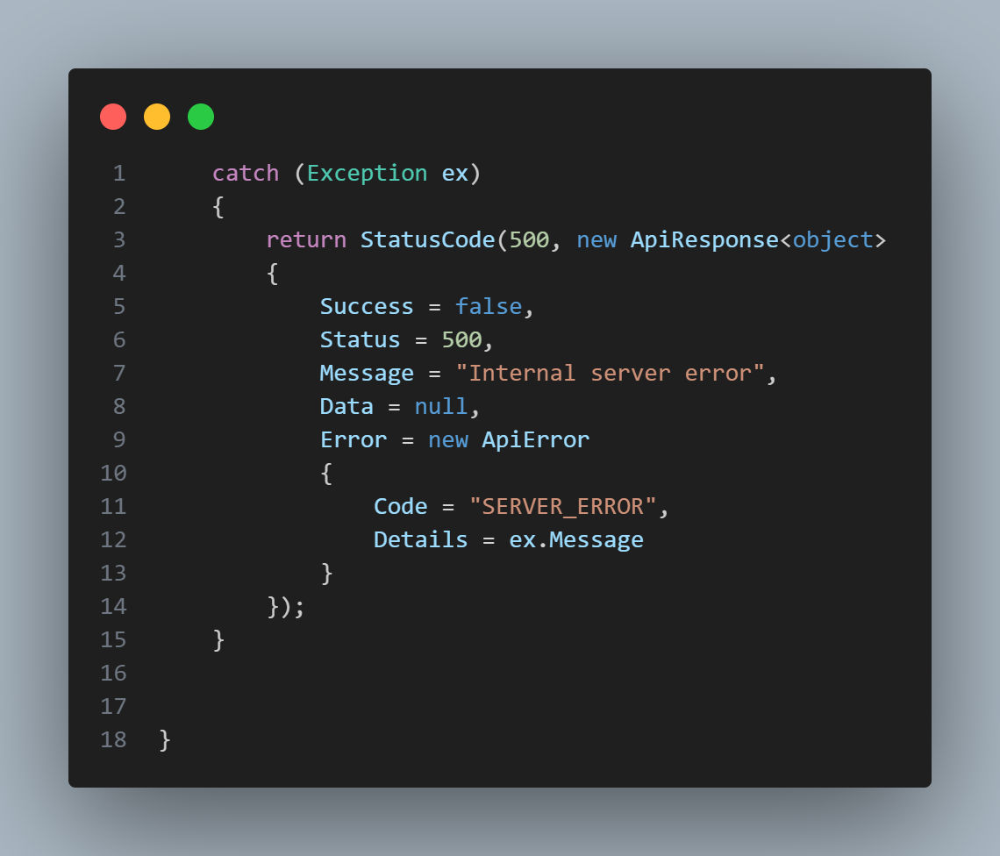 1 catch (Exception ex)
2 {
3 return StatusCode(500, new ApiResponse<object>
4 {
5 Success = false,
6 Status = 500,
7 Message = "Internal server error",
8 Data = null,
9 Error = new ApiError
10 {
11 Code = "SERVER_ERROR",
12 Details = ex.Message
13 }
14 });
15 }
16
17
18 }